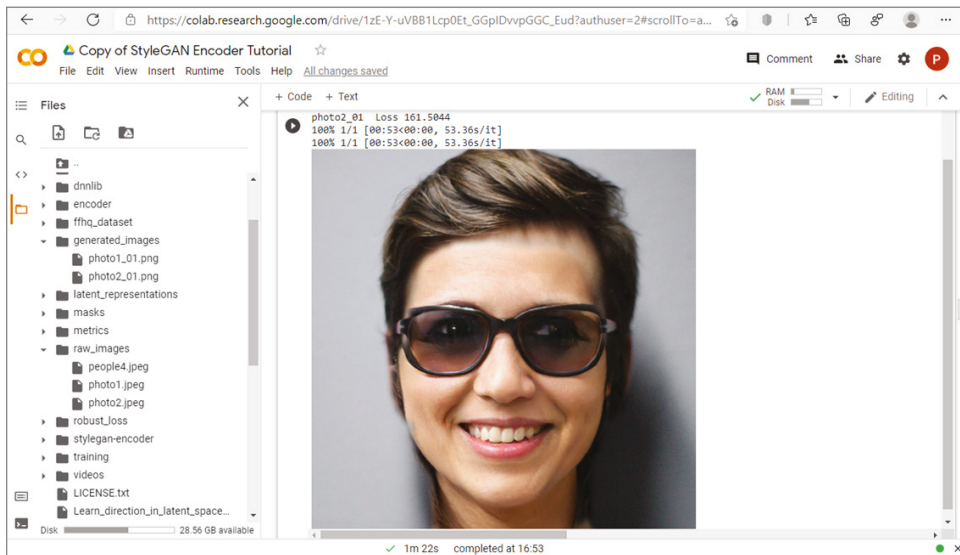 https://colab.research.google.com/drive/1zE-Y-uVBB1Lcp0Et_GGpIDvvpGGC_Eud?authuser=2#scrollTo=a...
CO
Copy of StyleGAN Encoder Tutorial
Comment
Share
P
File Edit View Insert Runtime Tools Help All changes saved
Files
+ Code + Text
RAM
Disk
Editing
..
dnnlib
encoder
ffhq_dataset
generated_images
photo1_01.png
photo2_01.png
latent_representations
masks
metrics
raw_images
people4.jpeg
photo1.jpeg
photo2.jpeg
robust_loss
stylegan-encoder
training
videos
LICENSE.txt
Learn_direction_in_latent_space...
Disk 28.56 GB available
photo2_01 Loss 161.5044
100% 1/1 [00:53<00:00, 53.36s/it]
100% 1/1 [00:53<00:00, 53.36s/it]
1m 22s completed at 16:53